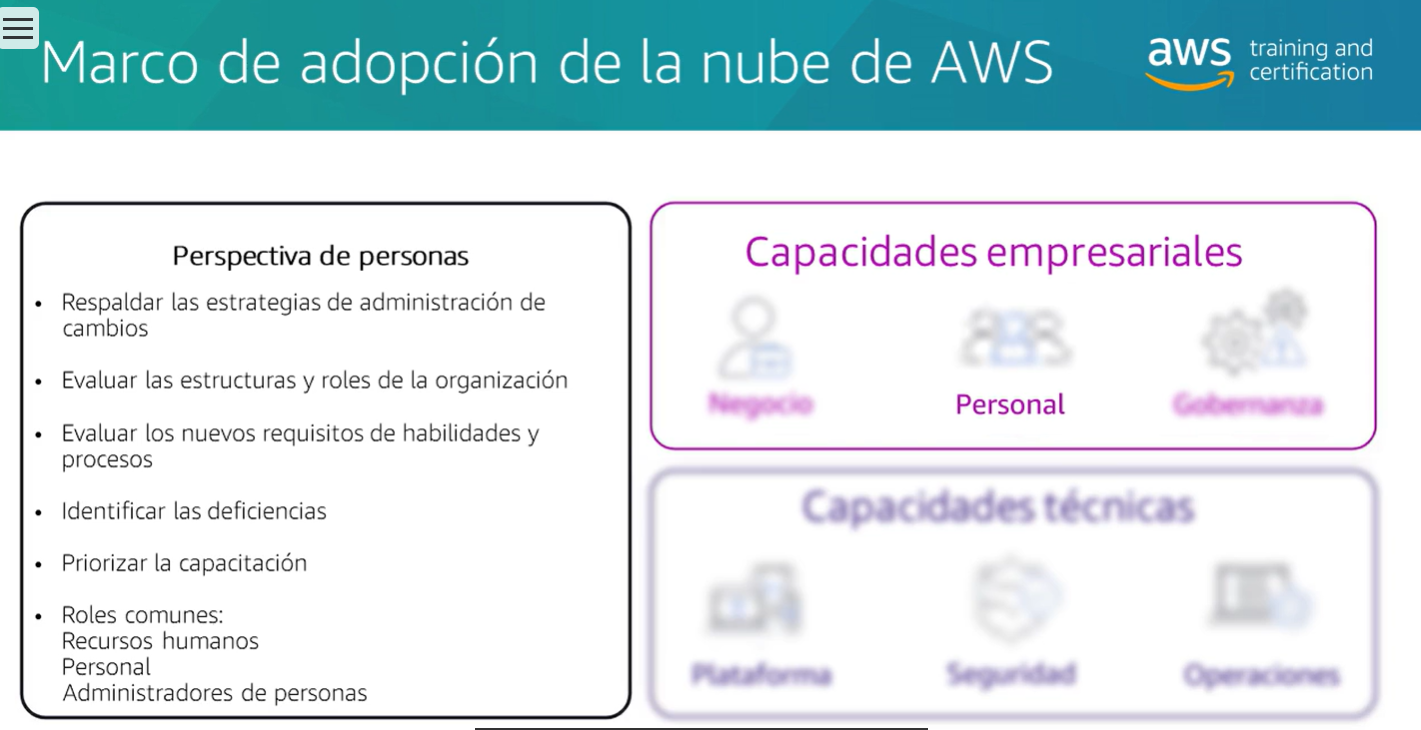 Marco de adopción de la nube de AWS
aws training and
certification
Perspectiva de personas
• Respaldar las estrategias de administración de
cambios
• Evaluar las estructuras y roles de la organización
• Evaluar los nuevos requisitos de habilidades y
procesos
• Identificar las deficiencias
• Priorizar la capacitación
• Roles comunes:
Recursos humanos
Personal
Administradores de personas
Capacidades empresariales
Negocio
Personal
Gobernanza
Capacidades técnicas
Plataforma
Seguridad
Operaciones